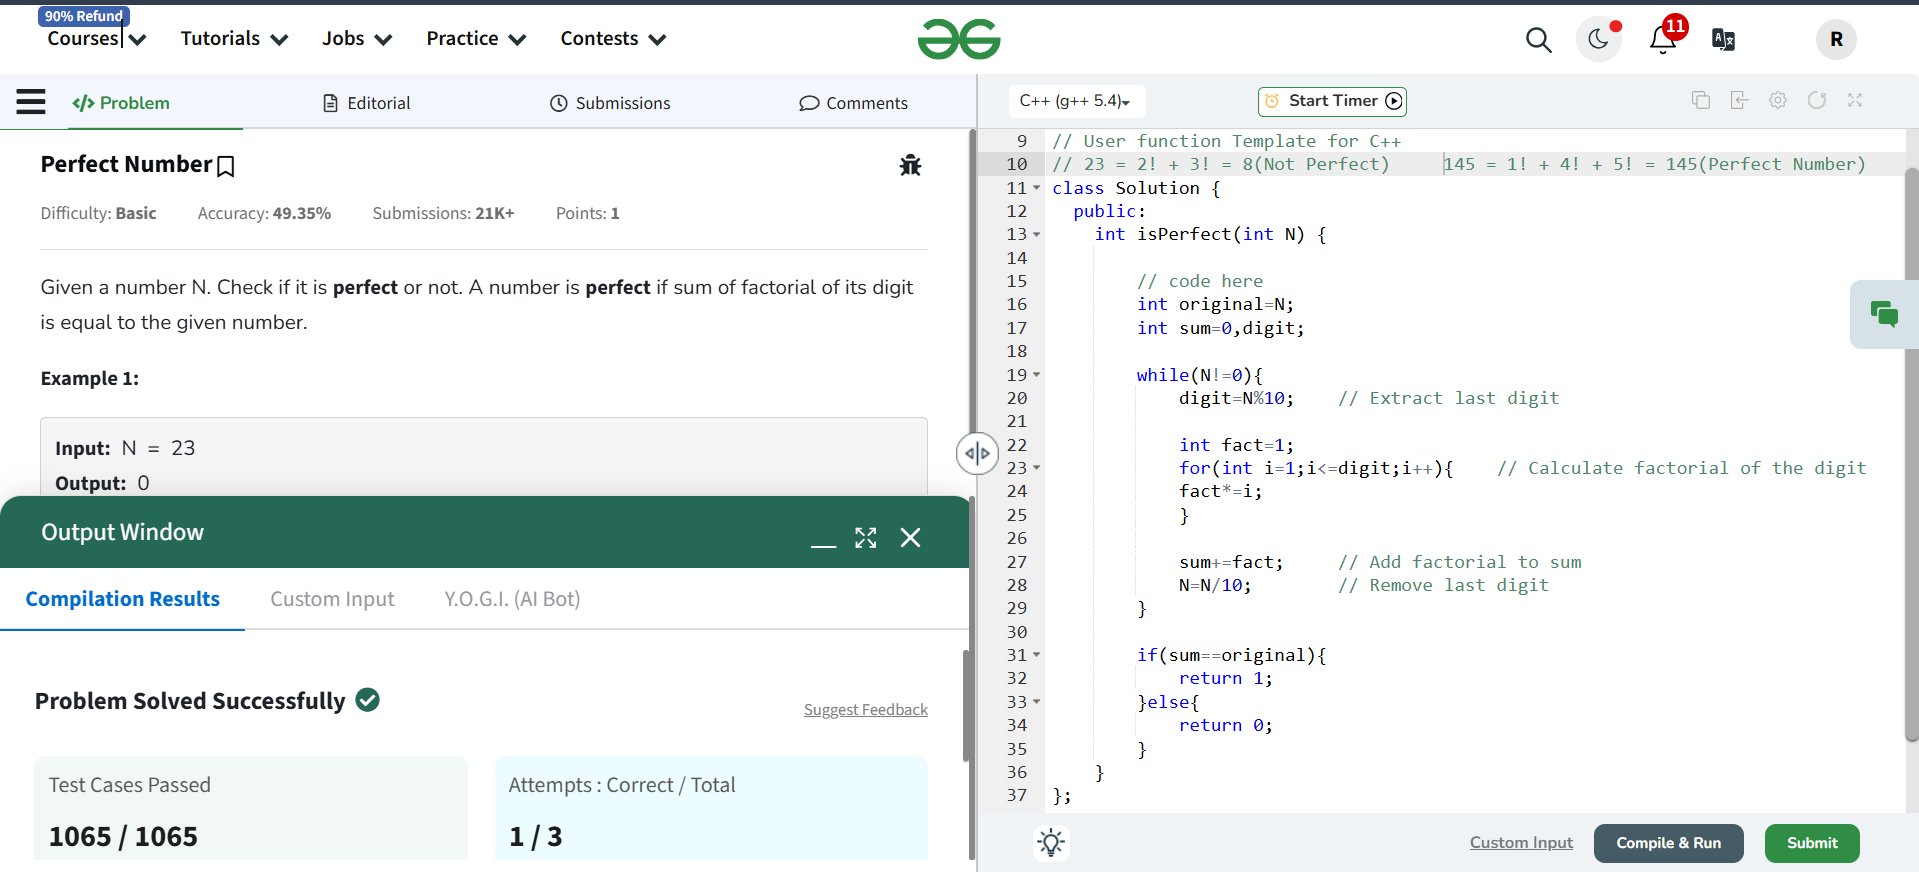 90% Refund
Courses Tutorials Jobs Practice Contests 11 R
Problem Editorial Submissions Comments
Perfect Number
Difficulty: Basic Accuracy: 49.35% Submissions: 21K+ Points: 1
Given a number N. Check if it is perfect or not. A number is perfect if sum of factorial of its digit
is equal to the given number.
Example 1:
Input: N = 23
Output: 0
Output Window
Compilation Results Custom Input Y.O.G.I. (AI Bot)
Problem Solved Successfully
Suggest Feedback
Test Cases Passed
1065 / 1065
Attempts : Correct / Total
1 / 3
C++ (g++ 5.4) Start Timer
9 // User function Template for C++
10 // 23 = 2! + 3! = 8(Not Perfect) 145 = 1! + 4! + 5! = 145(Perfect Number)
11 class Solution {
12 public:
13 int isPerfect(int N) {
14
15 // code here
16 int original=N;
17 int sum=0,digit;
18
19 while(N!=0){
20 digit=N%10; // Extract last digit
21
22 int fact=1;
23 for(int i=1;i<=digit;i++){ // Calculate factorial of the digit
24 fact*=i;
25 }
26
27 sum+=fact; // Add factorial to sum
28 N=N/10; // Remove last digit
29 }
30
31 if(sum==original){
32 return 1;
33 }else{
34 return 0;
35 }
36 }
37 };
Custom Input Compile & Run Submit